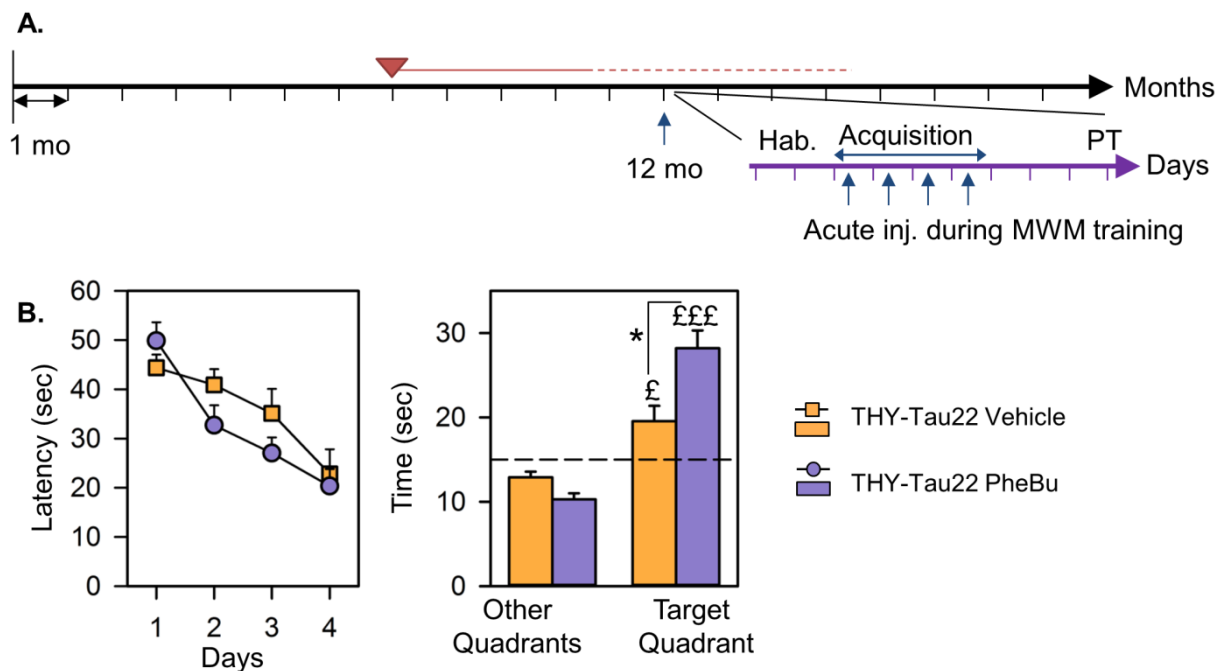 A.
Months
1 mo
12 mo
Hab.
Acquisition
PT
Days
Acute inj. during MWM training
B.
60
50
40
30
20
10
0
Latency (sec)
1 2 3 4
Days
30
20
10
0
Time (sec)
*
£
£££
Other
Quadrants
Target
Quadrant
THY-Tau22 Vehicle
THY-Tau22 PheBu